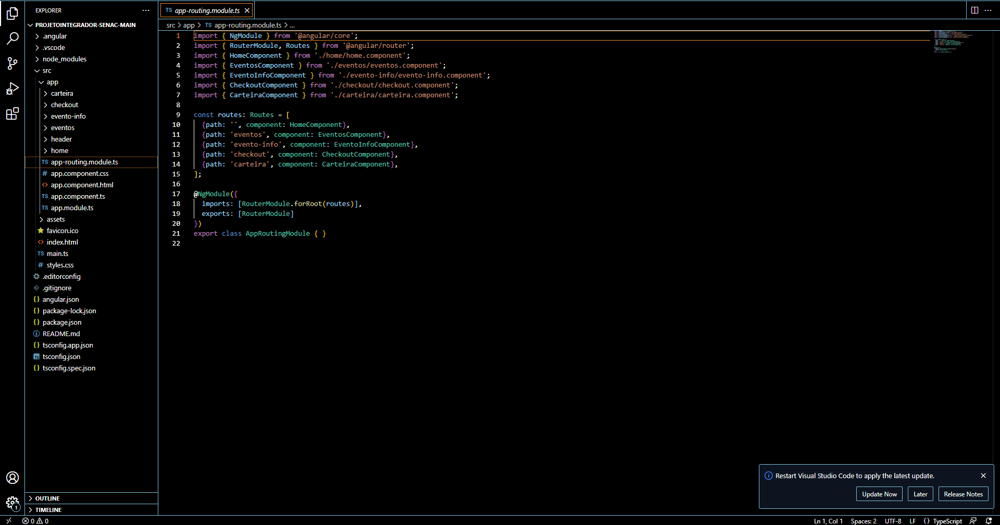 EXPLORER
PROJETOINTEGRADOR-SENAC-MAIN
.angular
.vscode
node_modules
src
app
carteira
checkout
evento-info
eventos
header
home
TS app-routing.module.ts
# app.component.css
<> app.component.html
TS app.component.ts
TS app.module.ts
assets
favicon.ico
<> index.html
TS main.ts
# styles.css
.editorconfig
.gitignore
{} angular.json
{} package-lock.json
{} package.json
README.md
{} tsconfig.app.json
TS tsconfig.json
{} tsconfig.spec.json
OUTLINE
TIMELINE
TS app-routing.module.ts
src > app > TS app-routing.module.ts > ...
1 import { NgModule } from '@angular/core';
2 import { RouterModule, Routes } from '@angular/router';
3 import { HomeComponent } from './home/home.component';
4 import { EventosComponent } from './eventos/eventos.component';
5 import { EventoInfoComponent } from './evento-info/evento-info.component';
6 import { CheckoutComponent } from './checkout/checkout.component';
7 import { CarteiraComponent } from './carteira/carteira.component';
8
9 const routes: Routes = [
10 {path: '', component: HomeComponent},
11 {path: 'eventos', component: EventosComponent},
12 {path: 'evento-info', component: EventoInfoComponent},
13 {path: 'checkout', component: CheckoutComponent},
14 {path: 'carteira', component: CarteiraComponent},
15 ];
16
17 @NgModule({
18 imports: [RouterModule.forRoot(routes)],
19 exports: [RouterModule]
20 })
21 export class AppRoutingModule { }
22
Restart Visual Studio Code to apply the latest update.
Update Now Later Release Notes
1
0 0
Ln 1, Col 1 Spaces: 2 UTF-8 LF {} TypeScript